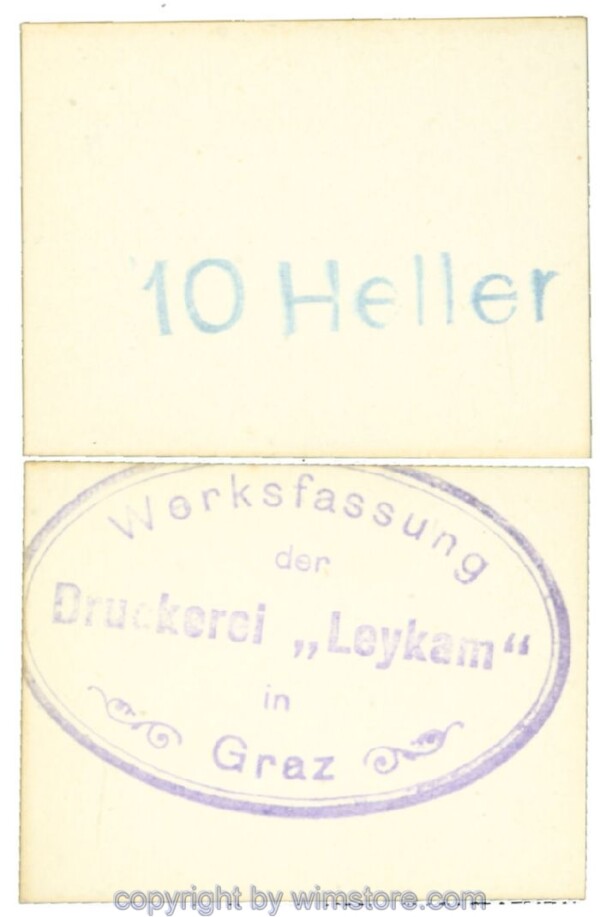 10 Heller
Werksfassung
der
Druckerei „Leykam“
in
Graz
copyright by wimstore.com